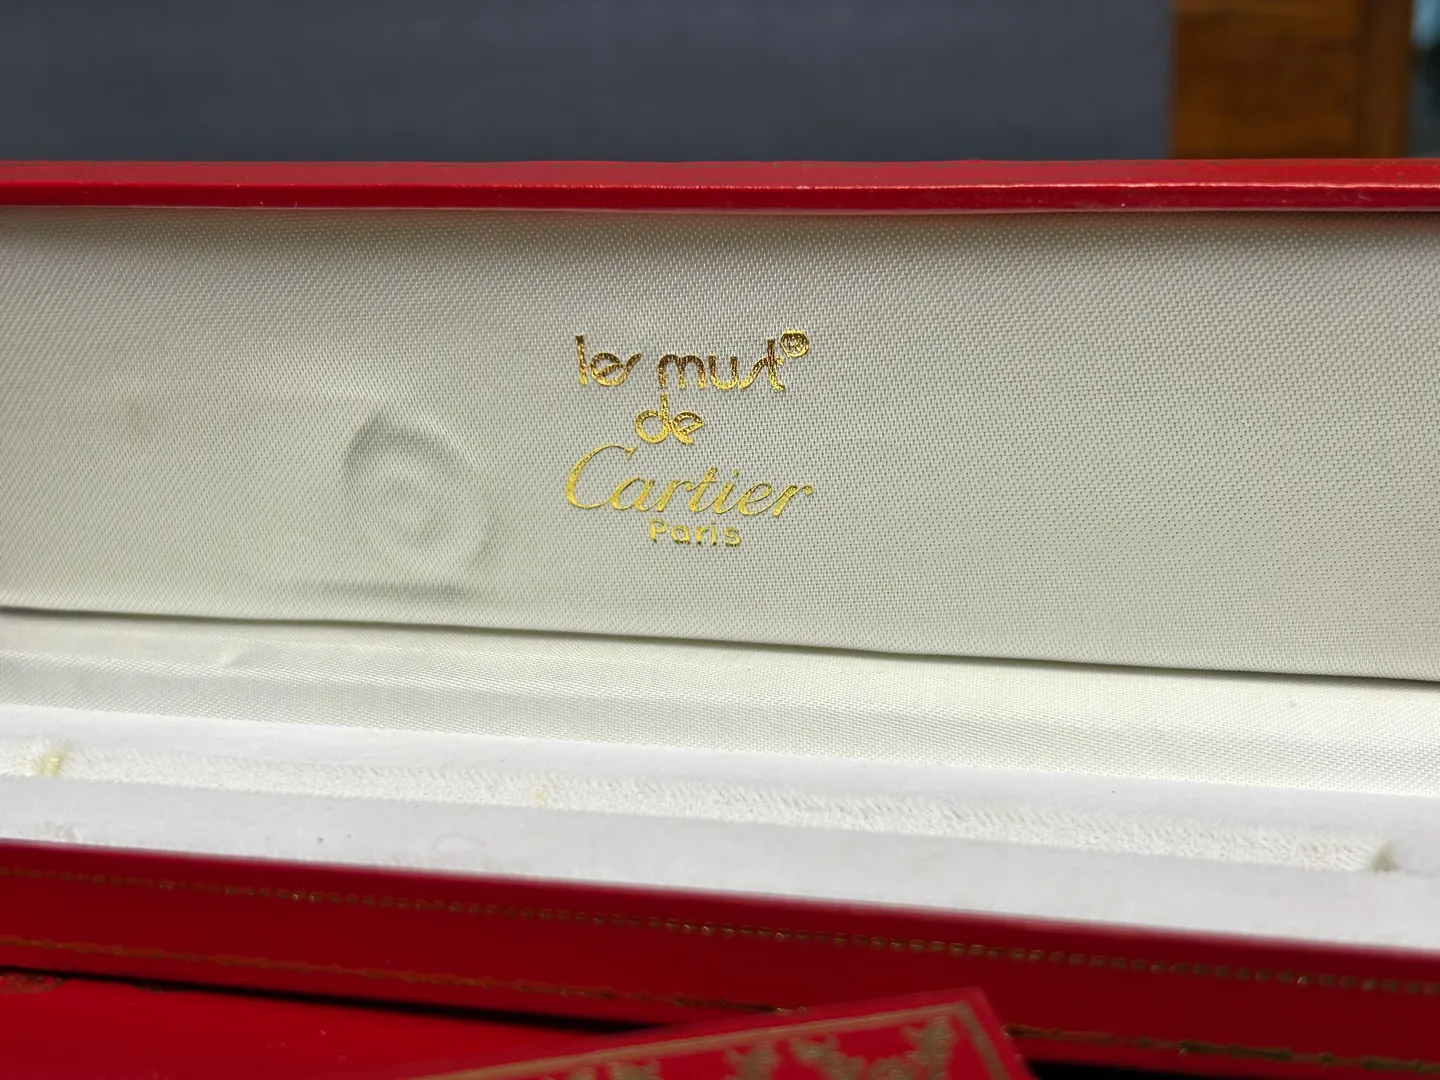 les must®
de
Cartier
Paris